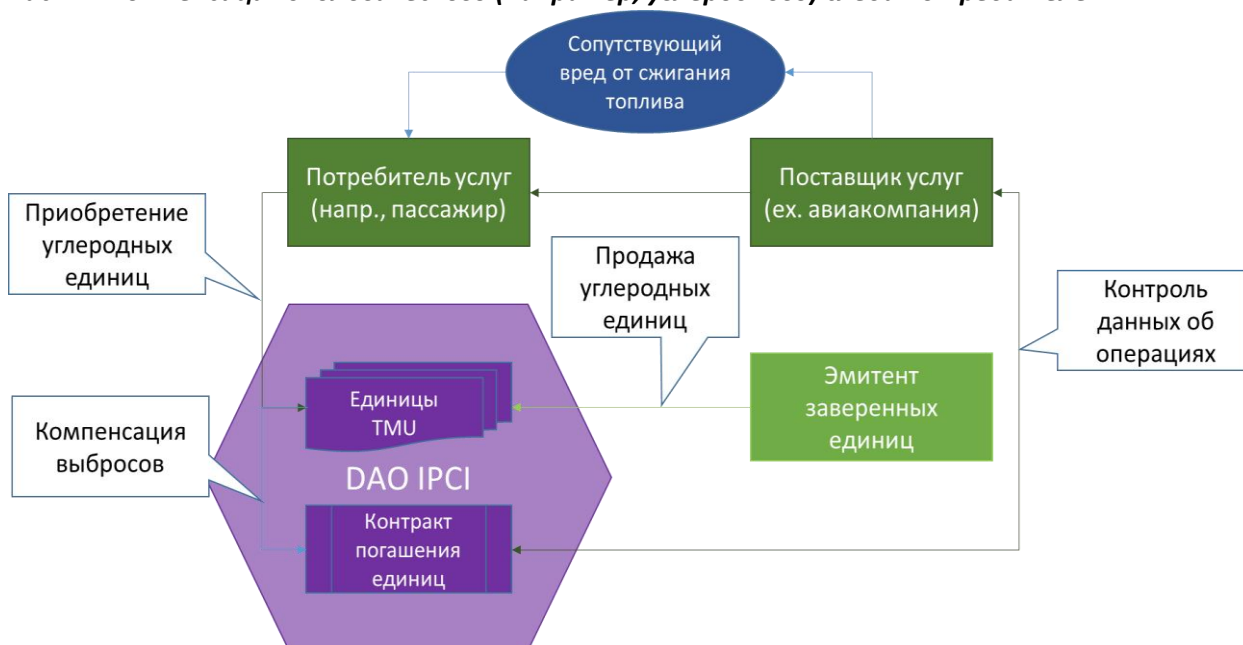 Сопутствующий
вред от сжигания
топлива
Потребитель услуг
(напр., пассажир)
Поставщик услуг
(ex. авиакомпания)
Приобретение
углеродных
единиц
Продажа
углеродных
единиц
Контроль
данных об
операциях
Единицы
TMU
Эмитент
заверенных
единиц
Компенсация
выбросов
DAO IPCI
Контракт
погашения
единиц